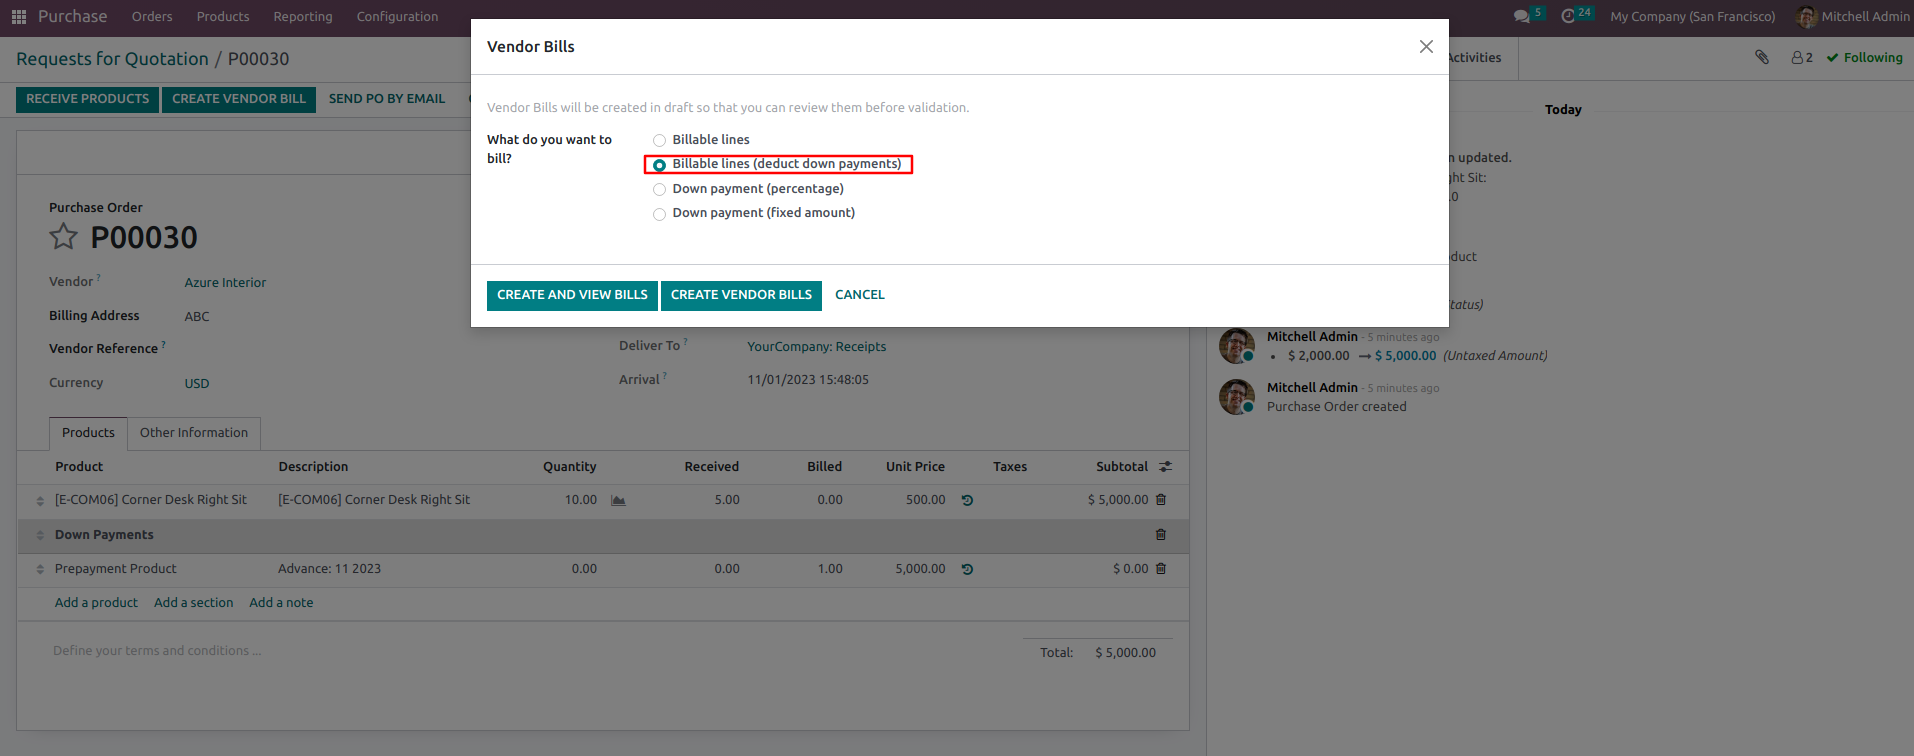 Purchase Orders Products Reporting Configuration
5 24 My Company (San Francisco) Mitchell Admin
Requests for Quotation / P00030
Activities 2 Following
RECEIVE PRODUCTS CREATE VENDOR BILL SEND PO BY EMAIL
Vendor Bills
Vendor Bills will be created in draft so that you can review them before validation.
What do you want to bill?
Billable lines
Billable lines (deduct down payments)
Down payment (percentage)
Down payment (fixed amount)
CREATE AND VIEW BILLS CREATE VENDOR BILLS CANCEL
Purchase Order
P00030
Vendor ? Azure Interior
Billing Address ABC
Vendor Reference ?
Currency USD
Deliver To ? YourCompany: Receipts
Arrival ? 11/01/2023 15:48:05
Products Other Information
Product Description Quantity Received Billed Unit Price Taxes Subtotal
[E-COM06] Corner Desk Right Sit [E-COM06] Corner Desk Right Sit 10.00 5.00 0.00 500.00 $ 5,000.00
Down Payments
Prepayment Product Advance: 11 2023 0.00 0.00 1.00 5,000.00 $ 0.00
Add a product Add a section Add a note
Define your terms and conditions ...
Total: $ 5,000.00
Today
updated.
Sit:
Mitchell Admin - 5 minutes ago
• $ 2,000.00 → $ 5,000.00 (Untaxed Amount)
Mitchell Admin - 5 minutes ago
Purchase Order created